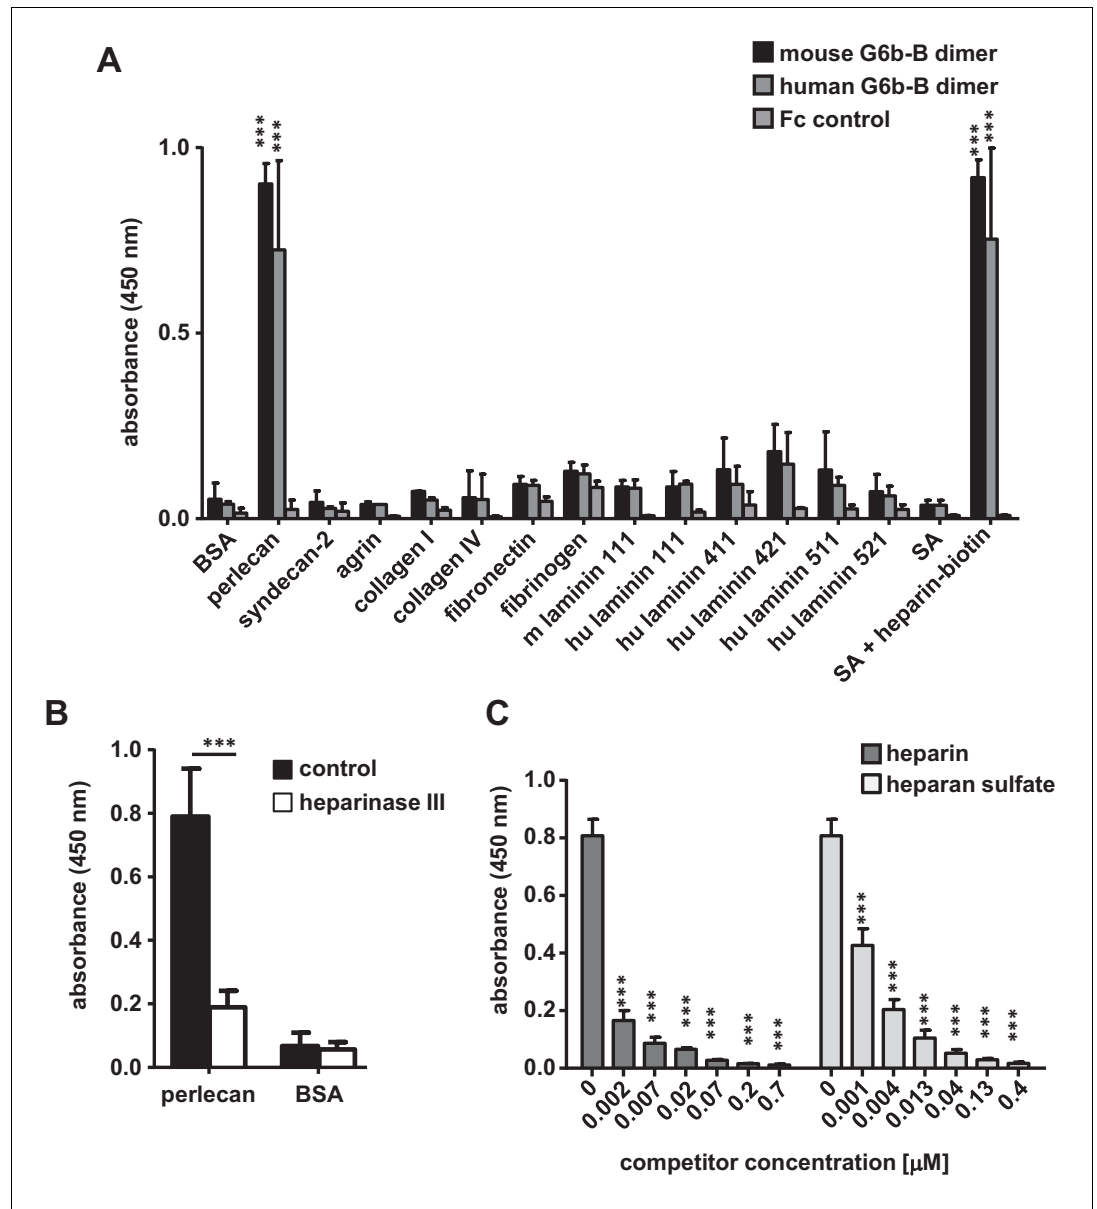 A
mouse G6b-B dimer
human G6b-B dimer
Fc control
absorbance (450 nm)
1.0
0.5
0.0
***
***
***
***
BSA
perlecan
syndecan-2
agrin
collagen I
collagen IV
fibronectin
fibrinogen
m laminin 111
hu laminin 111
hu laminin 411
hu laminin 421
hu laminin 511
hu laminin 521
SA
SA + heparin-biotin
B
control
heparinase III
absorbance (450 nm)
1.0
0.8
0.6
0.4
0.2
0.0
***
perlecan
BSA
C
heparin
heparan sulfate
absorbance (450 nm)
1.0
0.8
0.6
0.4
0.2
0.0
***
***
***
***
***
***
***
***
***
***
***
***
0
0.002
0.007
0.02
0.07
0.2
0.7
0
0.001
0.004
0.013
0.04
0.13
0.4
competitor concentration [µM]